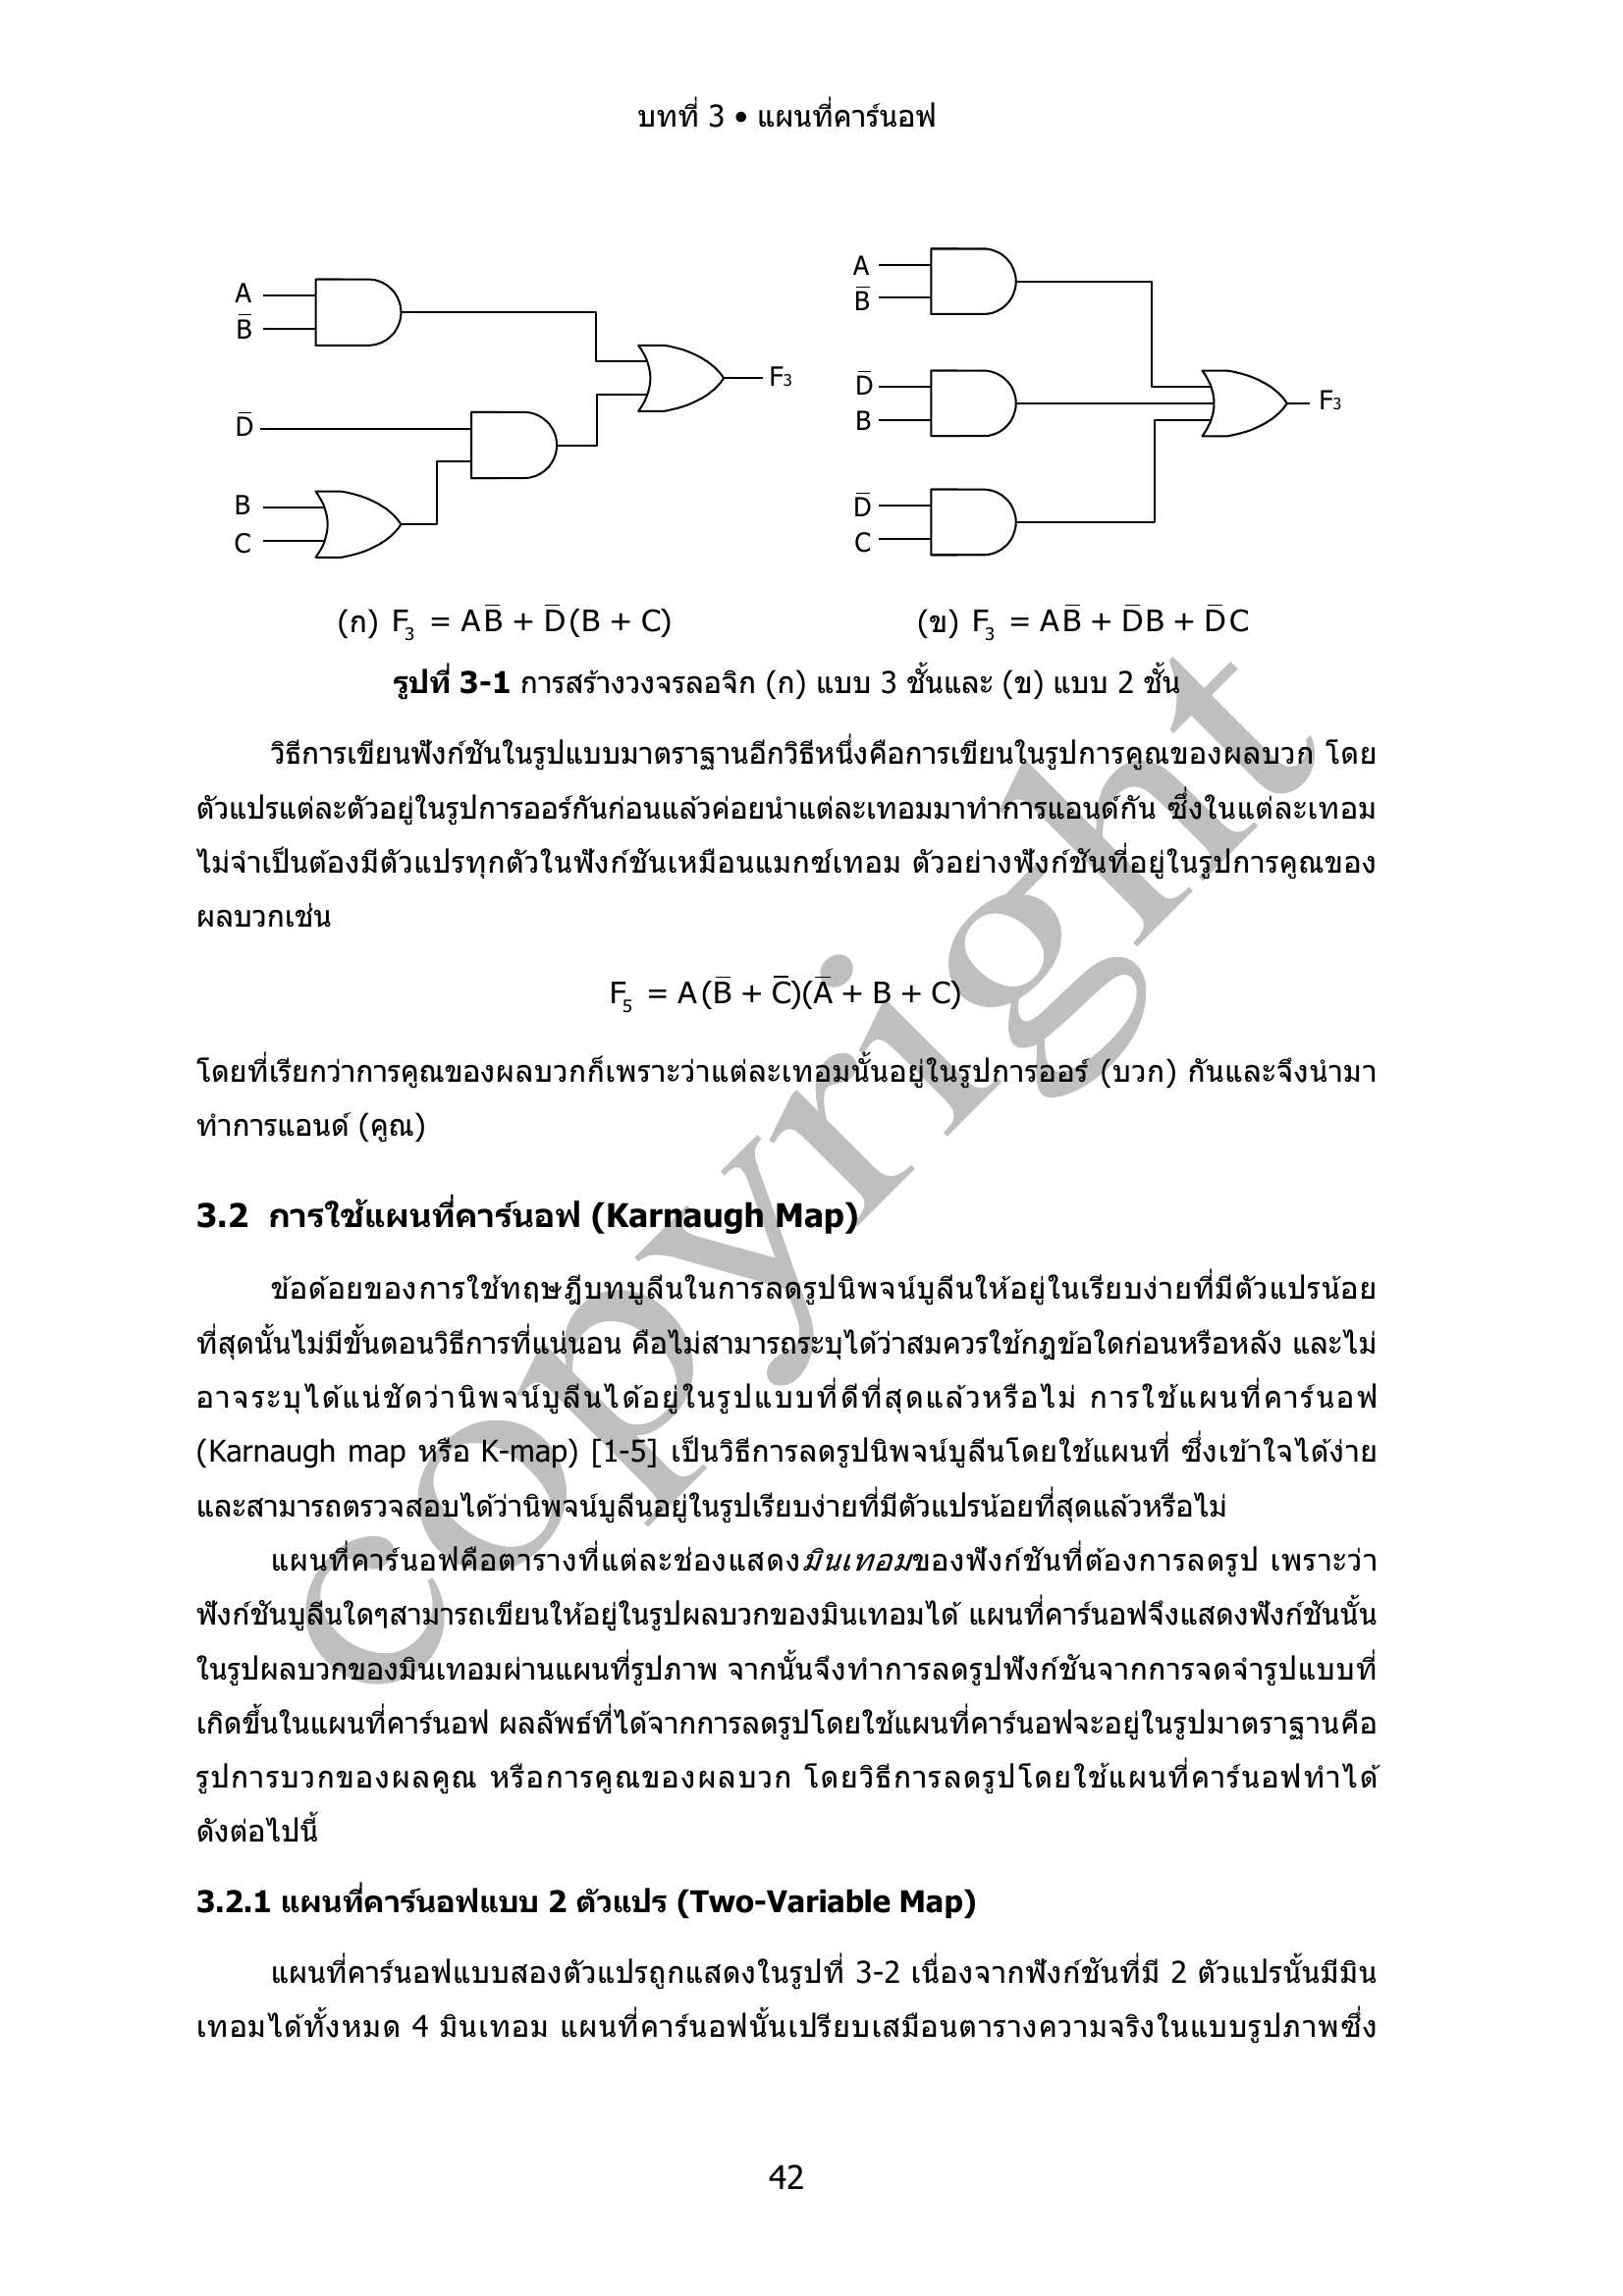 บทที่ 3 • แผนที่คาร์นอฟ
A
B̅
D̅
B
C
F₃
A
B̅
D̅
B
D̅
C
F₃
(ก) F₃ = AB̅ + D̅(B + C)
(ข) F₃ = AB̅ + D̅B + D̅C
รูปที่ 3-1 การสร้างวงจรลอจิก (ก) แบบ 3 ชั้นและ (ข) แบบ 2 ชั้น
วิธีการเขียนฟังก์ชันในรูปแบบมาตราฐานอีกวิธีหนึ่งคือการเขียนในรูปการคูณของผลบวก โดย
ตัวแปรแต่ละตัวอยู่ในรูปการออร์กันก่อนแล้วค่อยนำแต่ละเทอมมาทำการแอนด์กัน ซึ่งในแต่ละเทอม
ไม่จำเป็นต้องมีตัวแปรทุกตัวในฟังก์ชันเหมือนแมกซ์เทอม ตัวอย่างฟังก์ชันที่อยู่ในรูปการคูณของ
ผลบวกเช่น
F₅ = A(B̅ + C̅)(A̅ + B + C)
โดยที่เรียกว่าการคูณของผลบวกก็เพราะว่าแต่ละเทอมนั้นอยู่ในรูปการออร์ (บวก) กันและจึงนำมา
ทำการแอนด์ (คูณ)
3.2 การใช้แผนที่คาร์นอฟ (Karnaugh Map)
ข้อด้อยของการใช้ทฤษฎีบทบูลีนในการลดรูปนิพจน์บูลีนให้อยู่ในเรียบง่ายที่มีตัวแปรน้อย
ที่สุดนั้นไม่มีขั้นตอนวิธีการที่แน่นอน คือไม่สามารถระบุได้ว่าสมควรใช้กฎข้อใดก่อนหรือหลัง และไม่
อาจระบุได้แน่ชัดว่านิพจน์บูลีนได้อยู่ในรูปแบบที่ดีที่สุดแล้วหรือไม่ การใช้แผนที่คาร์นอฟ
(Karnaugh map หรือ K-map) [1-5] เป็นวิธีการลดรูปนิพจน์บูลีนโดยใช้แผนที่ ซึ่งเข้าใจได้ง่าย
และสามารถตรวจสอบได้ว่านิพจน์บูลีนอยู่ในรูปเรียบง่ายที่มีตัวแปรน้อยที่สุดแล้วหรือไม่
แผนที่คาร์นอฟคือตารางที่แต่ละช่องแสดงมินเทอมของฟังก์ชันที่ต้องการลดรูป เพราะว่า
ฟังก์ชันบูลีนใดๆสามารถเขียนให้อยู่ในรูปผลบวกของมินเทอมได้ แผนที่คาร์นอฟจึงแสดงฟังก์ชันนั้น
ในรูปผลบวกของมินเทอมผ่านแผนที่รูปภาพ จากนั้นจึงทำการลดรูปฟังก์ชันจากการจดจำรูปแบบที่
เกิดขึ้นในแผนที่คาร์นอฟ ผลลัพธ์ที่ได้จากการลดรูปโดยใช้แผนที่คาร์นอฟจะอยู่ในรูปมาตราฐานคือ
รูปการบวกของผลคูณ หรือการคูณของผลบวก โดยวิธีการลดรูปโดยใช้แผนที่คาร์นอฟทำได้
ดังต่อไปนี้
3.2.1 แผนที่คาร์นอฟแบบ 2 ตัวแปร (Two-Variable Map)
แผนที่คาร์นอฟแบบสองตัวแปรถูกแสดงในรูปที่ 3-2 เนื่องจากฟังก์ชันที่มี 2 ตัวแปรนั้นมีมิน
เทอมได้ทั้งหมด 4 มินเทอม แผนที่คาร์นอฟนั้นเปรียบเสมือนตารางความจริงในแบบรูปภาพซึ่ง
42
copyright